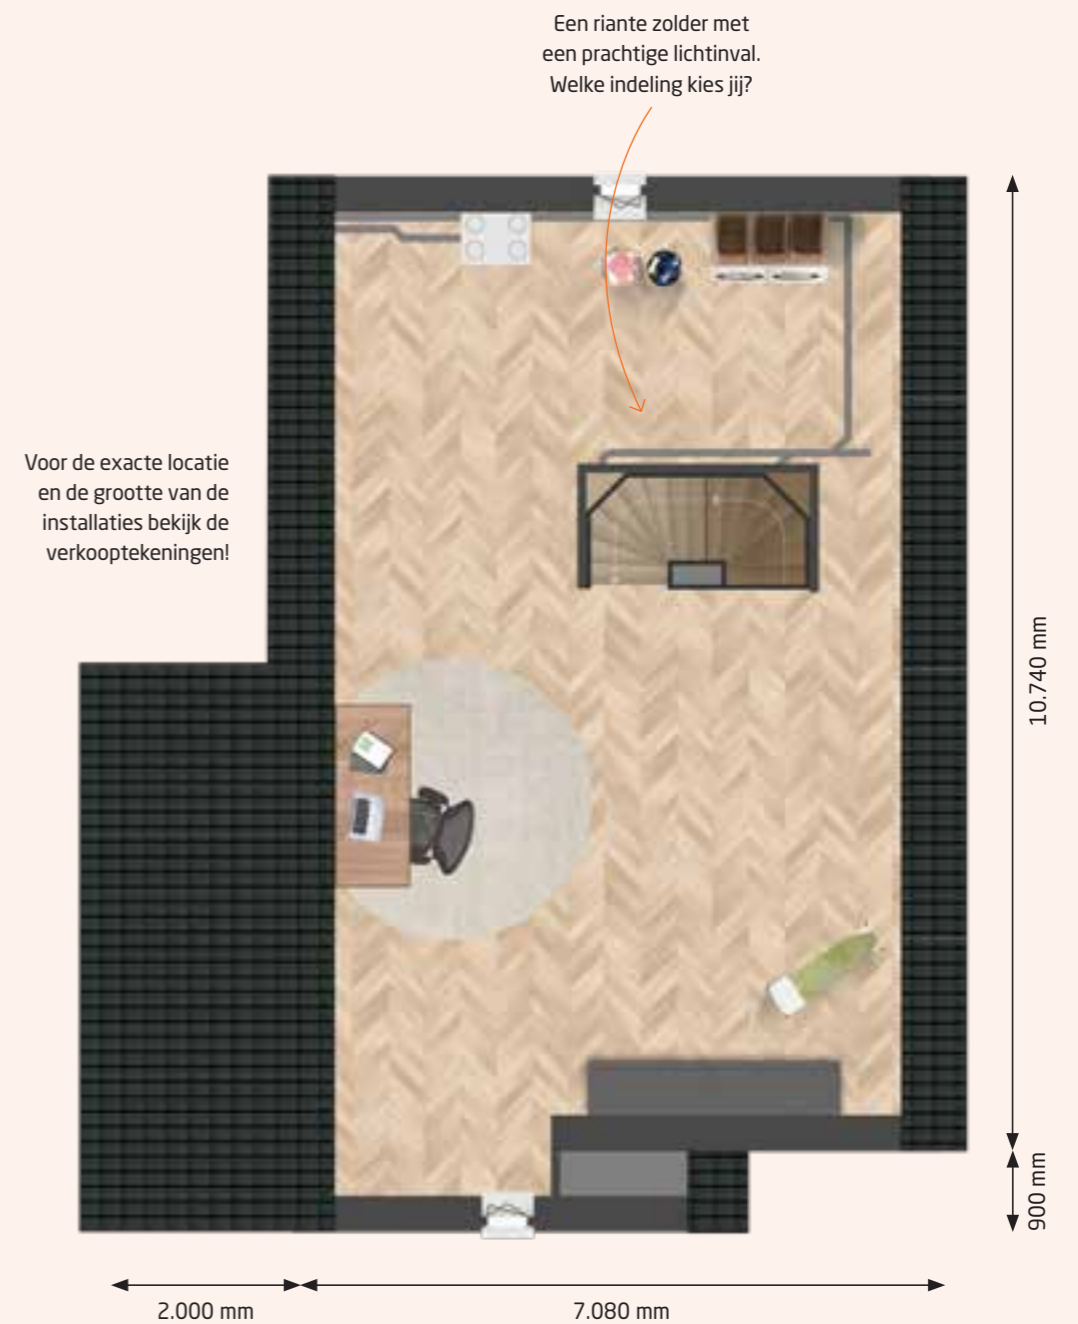 Een riante zolder met
een prachtige lichtinval.
Welke indeling kies jij?
Voor de exacte locatie
en de grootte van de
installaties bekijk de
verkooptekeningen!
10.740 mm
900 mm
2.000 mm
7.080 mm